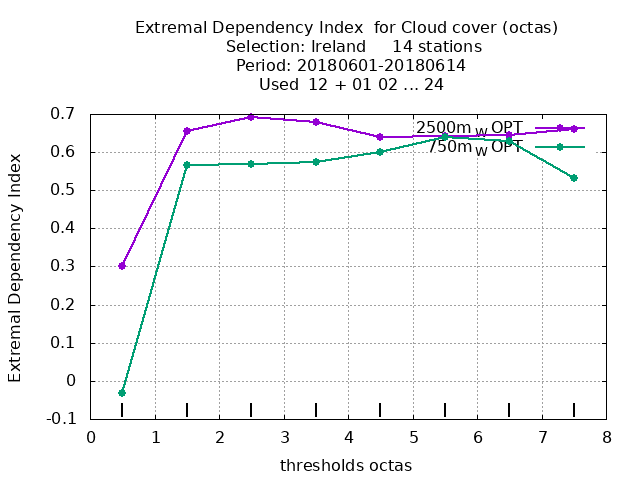 Extremal Dependency Index  for Cloud cover (octas)
Selection: Ireland     14 stations
Period: 20180601-20180614
Used  12 + 01 02 ... 24
2500m W OPT
750m W OPT
Extremal Dependency Index
0.7
0.6
0.5
0.4
0.3
0.2
0.1
0
-0.1
0 1 2 3 4 5 6 7 8
thresholds octas